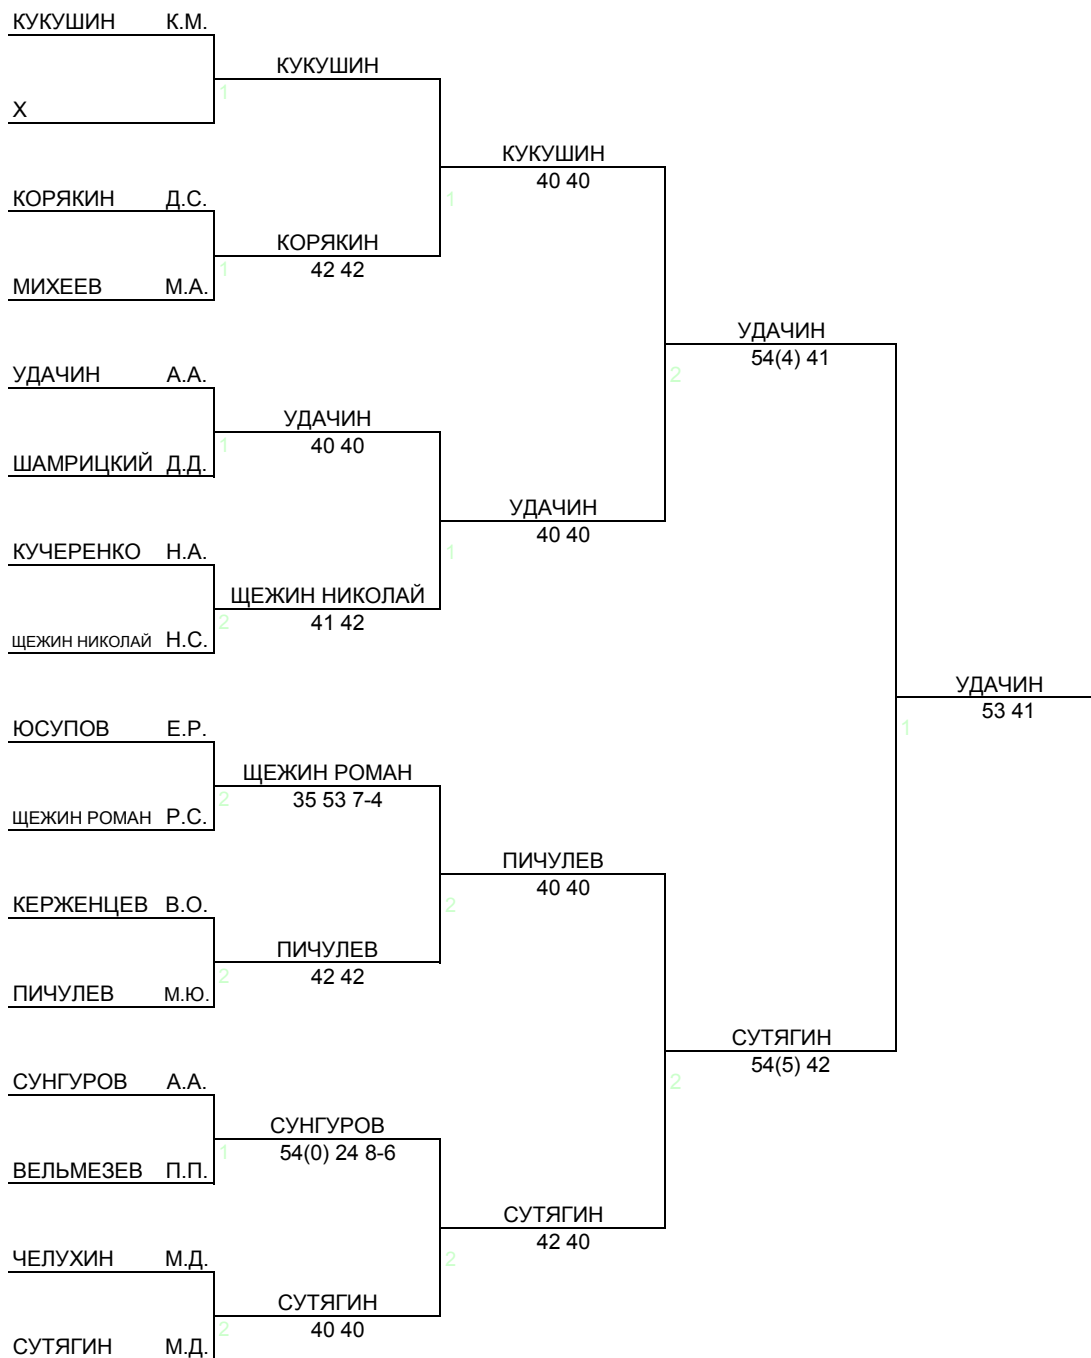 КУКУШИН К.М.
КУКУШИН
1
Х
КУКУШИН
40 40
КОРЯКИН Д.С.
1
КОРЯКИН
42 42
1
МИХЕЕВ М.А.
УДАЧИН
54(4) 41
УДАЧИН А.А.
2
УДАЧИН
40 40
1
ШАМРИЦКИЙ Д.Д.
УДАЧИН
40 40
КУЧЕРЕНКО Н.А.
1
ЩЕЖИН НИКОЛАЙ
41 42
2
ЩЕЖИН НИКОЛАЙ Н.С.
УДАЧИН
53 41
ЮСУПОВ Е.Р.
1
ЩЕЖИН РОМАН
35 53 7-4
2
ЩЕЖИН РОМАН Р.С.
ПИЧУЛЕВ
40 40
КЕРЖЕНЦЕВ В.О.
2
ПИЧУЛЕВ
42 42
2
ПИЧУЛЕВ М.Ю.
СУТЯГИН
54(5) 42
СУНГУРОВ А.А.
2
СУНГУРОВ
54(0) 24 8-6
1
ВЕЛЬМЕЗЕВ П.П.
СУТЯГИН
42 40
ЧЕЛУХИН М.Д.
2
СУТЯГИН
40 40
2
СУТЯГИН М.Д.